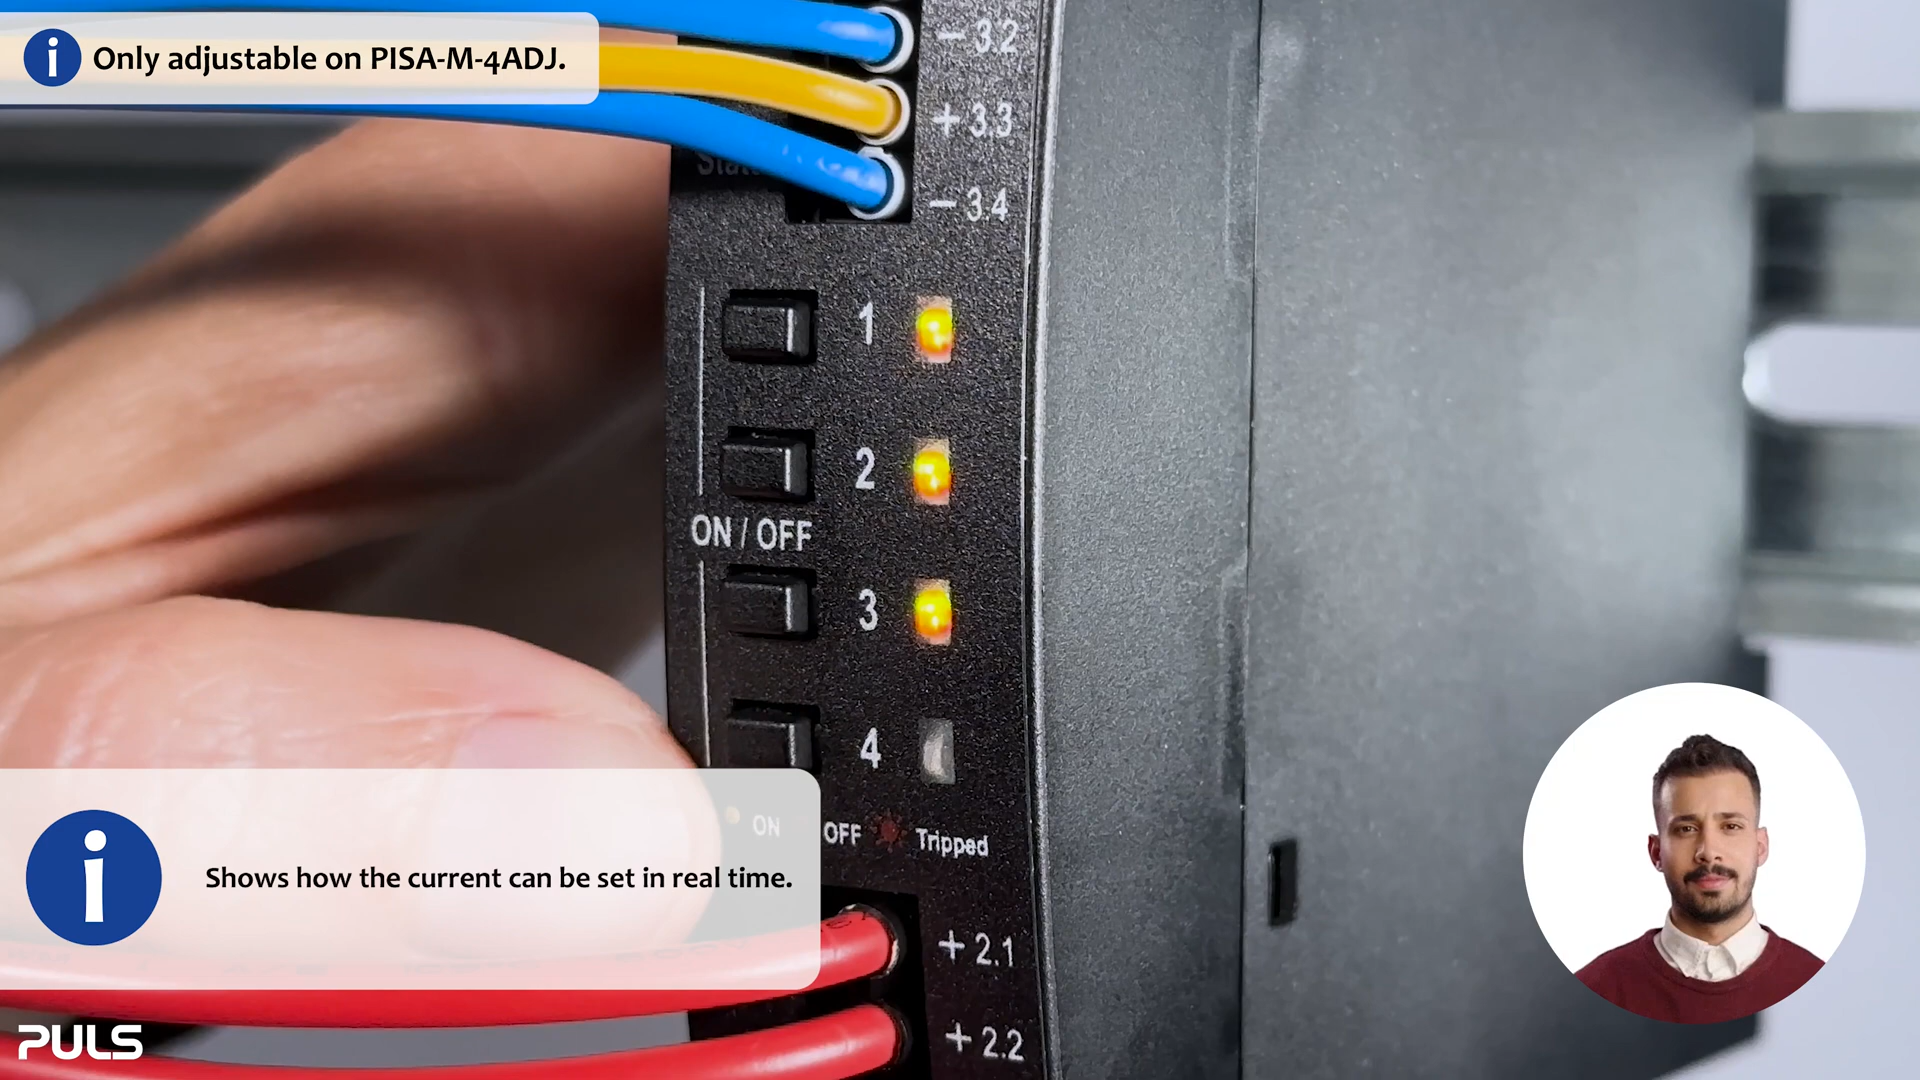 Only adjustable on PISA-M-4ADJ.
– 3.2
+ 3.3
– 3.4
1
2
ON / OFF
3
4
ON OFF Tripped
Shows how the current can be set in real time.
+ 2.1
+ 2.2
PULS